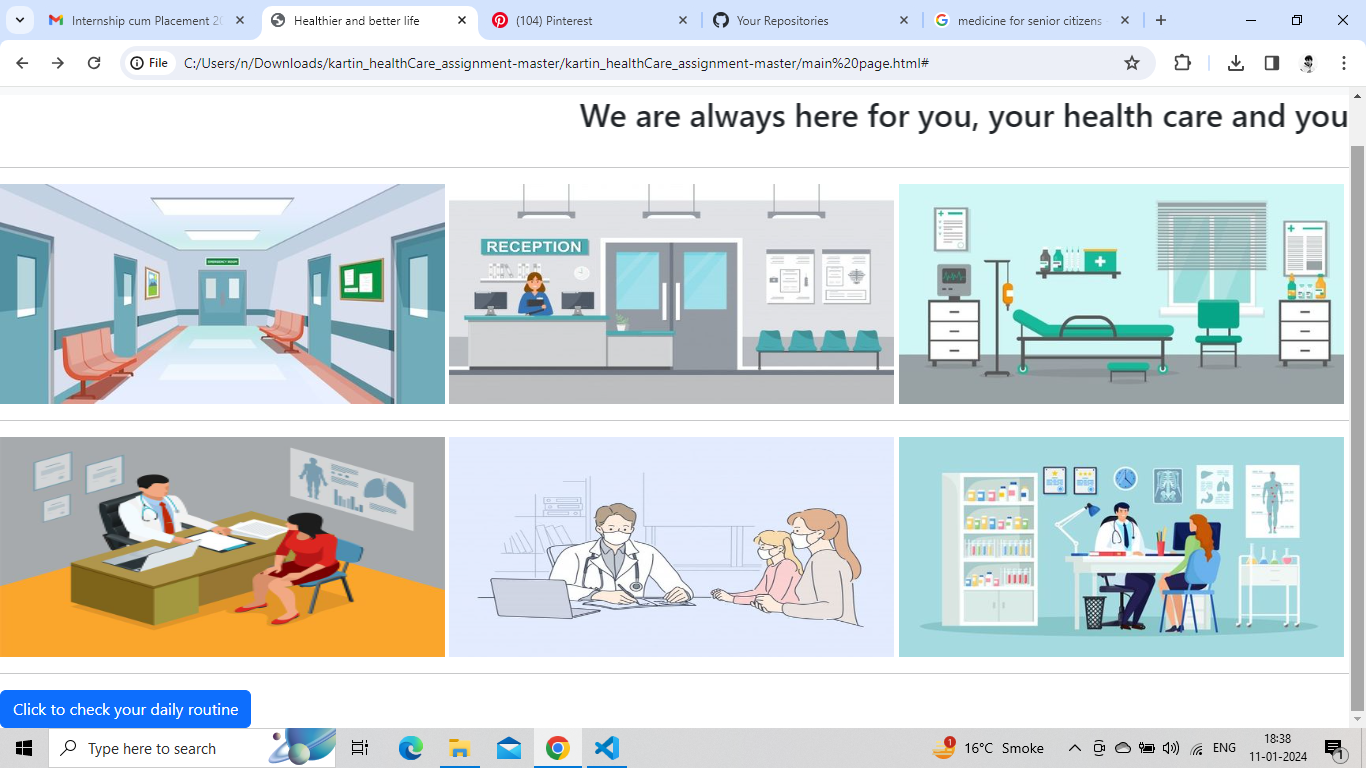 Internship cum Placement 20
Healthier and better life
(104) Pinterest
Your Repositories
medicine for senior citizens
File
C:/Users/n/Downloads/kartin_healthCare_assignment-master/kartin_healthCare_assignment-master/main%20page.html#
We are always here for you, your health care and you
EMERGENCY ROOM
RECEPTION
Click to check your daily routine
Type here to search
1
16°C Smoke
ENG
18:38
11-01-2024
1